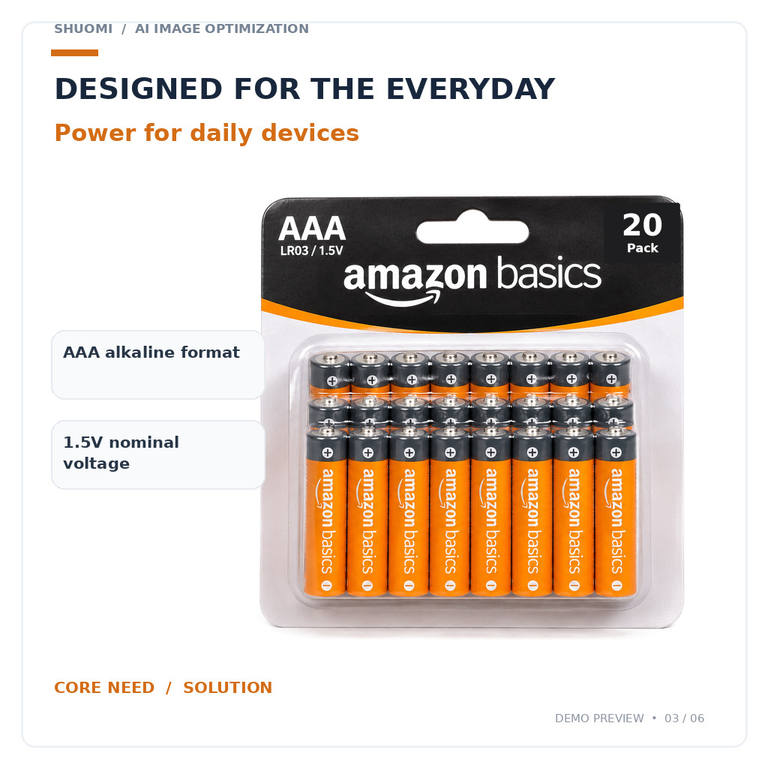 SHUOMI / AI IMAGE OPTIMIZATION
DESIGNED FOR THE EVERYDAY
Power for daily devices
AAA
LR03 / 1.5V
20
Pack
amazon basics
AAA alkaline format
1.5V nominal
voltage
amazon basics
amazon basics
amazon basics
amazon basics
amazon basics
amazon basics
amazon basics
amazon basics
CORE NEED / SOLUTION
DEMO PREVIEW • 03 / 06